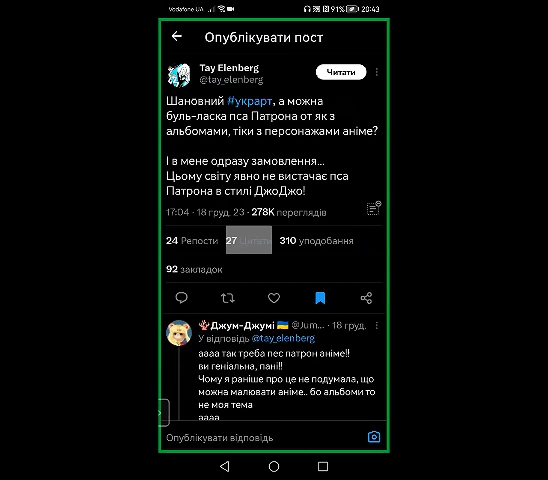 Vodafone UA
91% 20:43
Опублікувати пост
Tay Elenberg
@tay_elenberg
Читати
Шановний #украрт, а можна
буль-ласка пса Патрона от як з
альбомами, тіки з персонажами аніме?
І в мене одразу замовлення...
Цьому світу явно не вистачає пса
Патрона в стилі ДжоДжо!
17:04 · 18 груд. 23 · 278K переглядів
24 Репости 27 Цитати 310 уподобання
92 закладок
Джум-Джумі @Jum... · 18 груд.
У відповідь @tay_elenberg
аааа так треба пес патрон аніме!!
ви геніальна, пані!!
Чому я раніше про це не подумала, що
можна малювати аніме.. бо альбоми то
не моя тема
аааа
Опублікувати відповідь